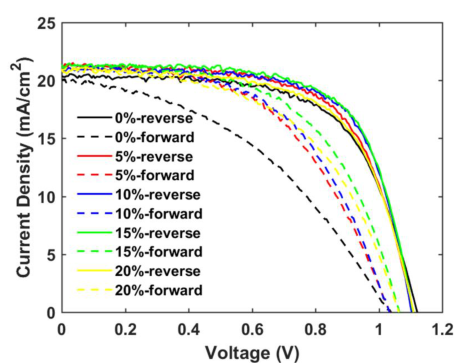 25
20
15
10
5
0
Current Density (mA/cm²)
0%-reverse
0%-forward
5%-reverse
5%-forward
10%-reverse
10%-forward
15%-reverse
15%-forward
20%-reverse
20%-forward
0 0.2 0.4 0.6 0.8 1 1.2
Voltage (V)